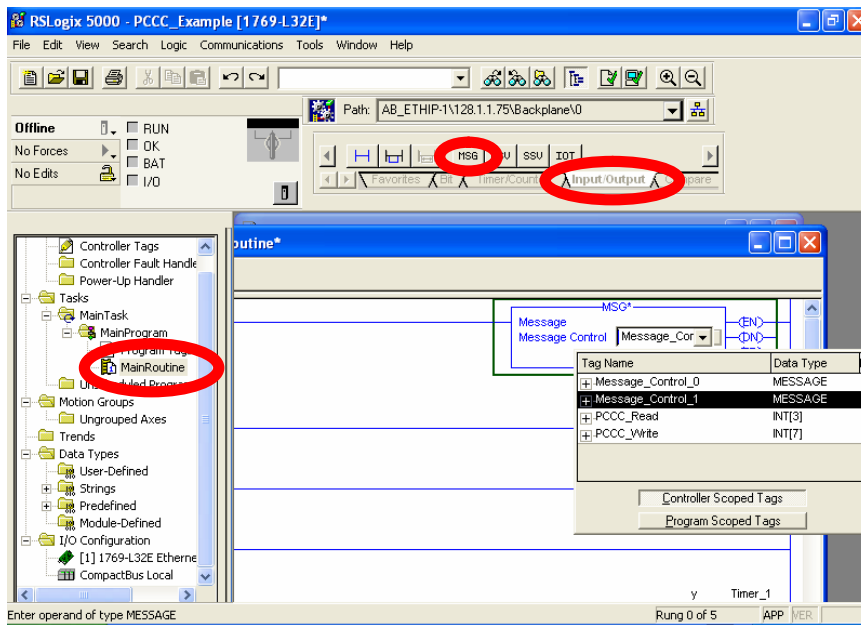 RSLogix 5000 - PCCC_Example [1769-L32E]*
File Edit View Search Logic Communications Tools Window Help
Path: AB_ETHIP-1\128.1.1.75\Backplane\0
Offline
RUN
No Forces
OK
BAT
No Edits
I/O
MSG SSV IOT
Favorites Bit Input/Output
outine*
Controller Tags
Controller Fault Handle
Power-Up Handler
Tasks
MainTask
MainProgram
MainRoutine
Motion Groups
Ungrouped Axes
Trends
Data Types
User-Defined
Strings
Predefined
Module-Defined
I/O Configuration
[1] 1769-L32E Etherne
CompactBus Local
MSG*
Message
Message Control Message_Cor
EN
DN
Tag Name Data Type
Message_Control_0 MESSAGE
Message_Control_1 MESSAGE
PCCC_Read INT[3]
PCCC_Write INT[7]
Controller Scoped Tags
Program Scoped Tags
y Timer_1
Enter operand of type MESSAGE
Rung 0 of 5 APP VER